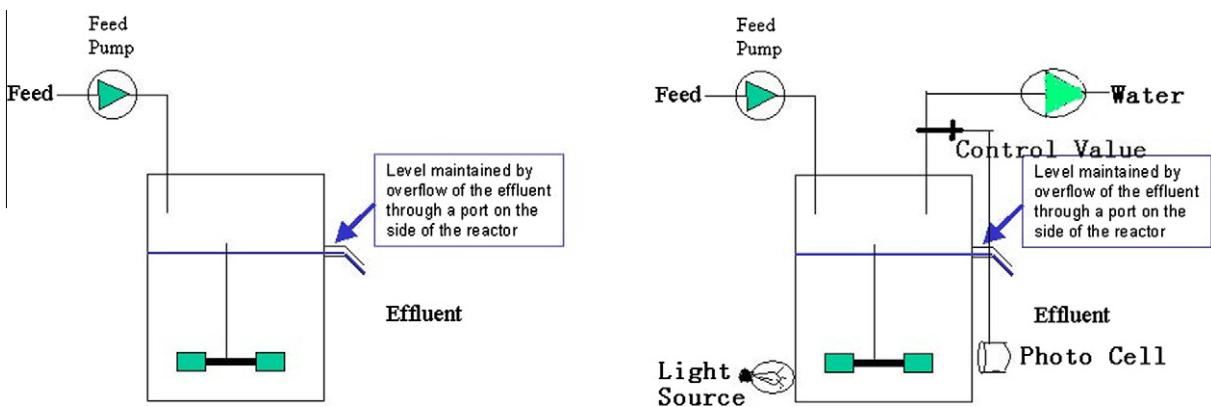 Feed
Pump
Feed
Level maintained by
overflow of the effluent
through a port on the
side of the reactor
Effluent
Feed
Pump
Feed
Water
Control Value
Level maintained by
overflow of the effluent
through a port on the
side of the reactor
Effluent
Photo Cell
Light
Source